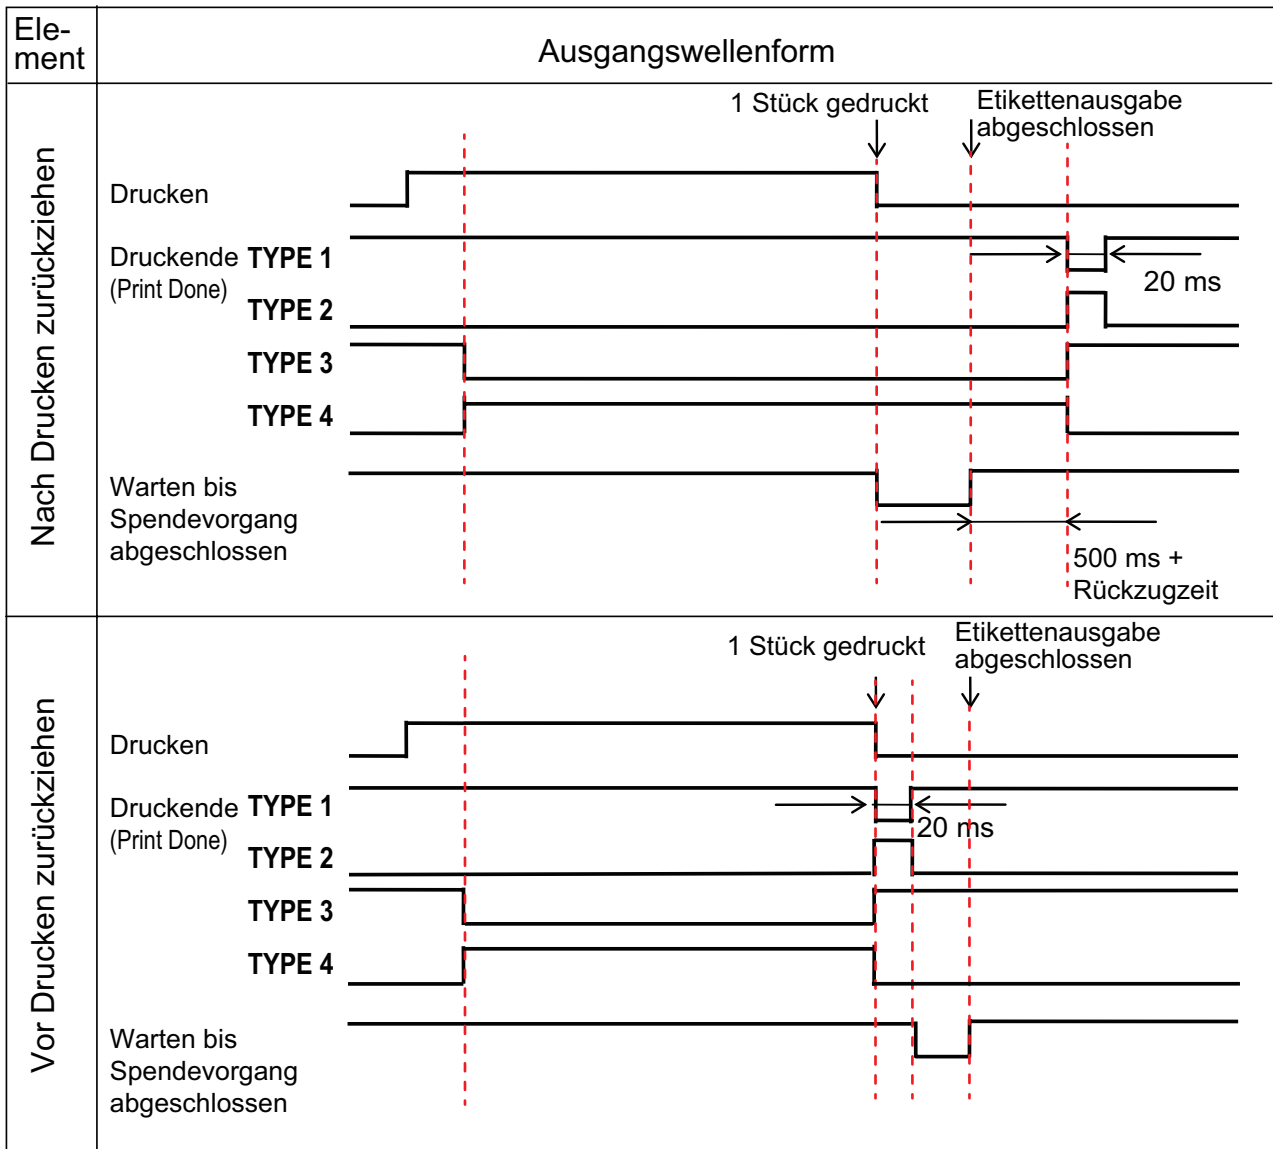 Ele-
ment
Ausgangswellenform
Nach Drucken zurückziehen
1 Stück gedruckt
Etikettenausgabe
abgeschlossen
Drucken
Druckende TYPE 1
(Print Done)
20 ms
TYPE 2
TYPE 3
TYPE 4
Warten bis
Spendevorgang
abgeschlossen
500 ms +
Rückzugzeit
Vor Drucken zurückziehen
1 Stück gedruckt
Etikettenausgabe
abgeschlossen
Drucken
Druckende TYPE 1
(Print Done)
20 ms
TYPE 2
TYPE 3
TYPE 4
Warten bis
Spendevorgang
abgeschlossen